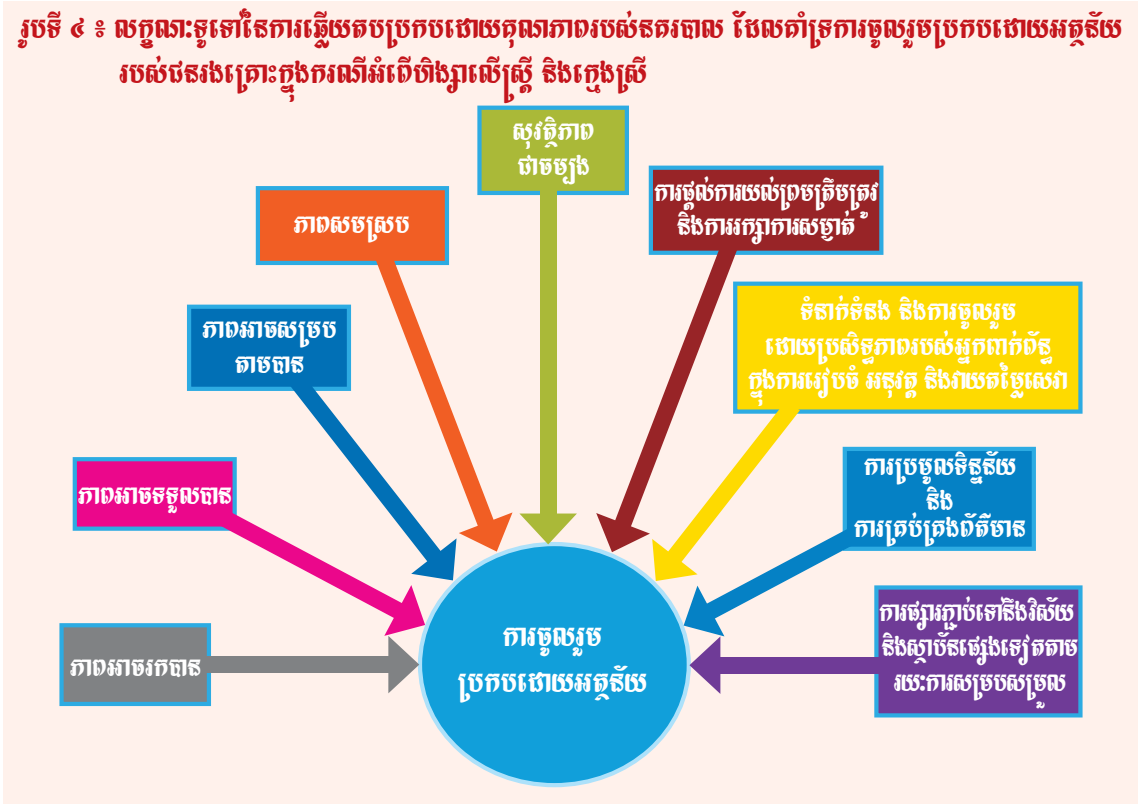 រូបទី ៤ ៖ លក្ខណៈទូទៅនៃការឆ្លើយតបប្រកបដោយគុណភាពរបស់នគរបាល ដែលគាំទ្រការចូលរួមប្រកបដោយអត្ថន័យ
របស់ជនរងគ្រោះក្នុងករណីអំពើហិង្សាលើស្ត្រី និងក្មេងស្រី
សុវត្ថិភាព
ជាចម្បង
ការផ្តល់ការយល់ព្រមត្រឹមត្រូវ
និងការរក្សាការសម្ងាត់
ភាពសមស្រប
ទំនាក់ទំនង និងការចូលរួម
ដោយប្រសិទ្ធភាពរបស់អ្នកពាក់ព័ន្ធ
ក្នុងការរៀបចំ អនុវត្ត និងវាយតម្លៃសេវា
ភាពអាចសម្រប
តាមបាន
ការប្រមូលទិន្នន័យ
និង
ការគ្រប់គ្រងព័ត៌មាន
ភាពអាចទទួលបាន
ការផ្សារភ្ជាប់ទៅនឹងវិស័យ
និងស្ថាប័នផ្សេងទៀតតាម
រយៈការសម្របសម្រួល
ភាពអាចរកបាន
ការចូលរួម
ប្រកបដោយអត្ថន័យ